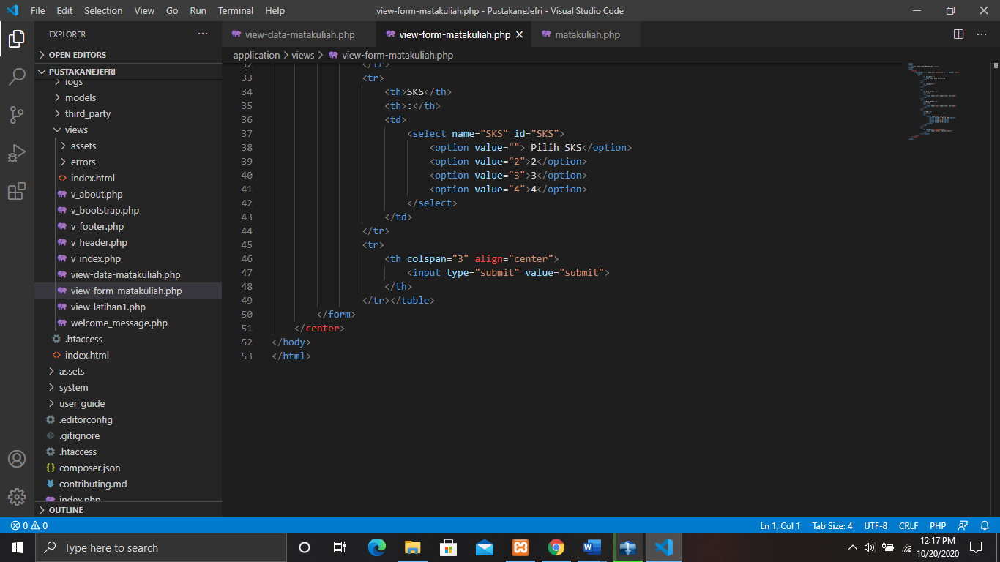 File Edit Selection View Go Run Terminal Help view-form-matakuliah.php - PustakaneJefri - Visual Studio Code
EXPLORER
view-data-matakuliah.php view-form-matakuliah.php matakuliah.php
OPEN EDITORS
application > views > view-form-matakuliah.php
PUSTAKANEJEFRI
logs
models
third_party
views
assets
errors
index.html
v_about.php
v_bootstrap.php
v_footer.php
v_header.php
v_index.php
view-data-matakuliah.php
view-form-matakuliah.php
view-latihan1.php
welcome_message.php
.htaccess
index.html
assets
system
user_guide
.editorconfig
.gitignore
.htaccess
composer.json
contributing.md
index.php
OUTLINE
32 </tr>
33 <tr>
34 <th>SKS</th>
35 <th>:</th>
36 <td>
37 <select name="SKS" id="SKS">
38 <option value=""> Pilih SKS</option>
39 <option value="2">2</option>
40 <option value="3">3</option>
41 <option value="4">4</option>
42 </select>
43 </td>
44 </tr>
45 <tr>
46 <th colspan="3" align="center">
47 <input type="submit" value="submit">
48 </th>
49 </tr></table>
50 </form>
51 </center>
52 </body>
53 </html>
0 0 Ln 1, Col 1 Tab Size: 4 UTF-8 CRLF PHP
Type here to search
12:17 PM
10/20/2020